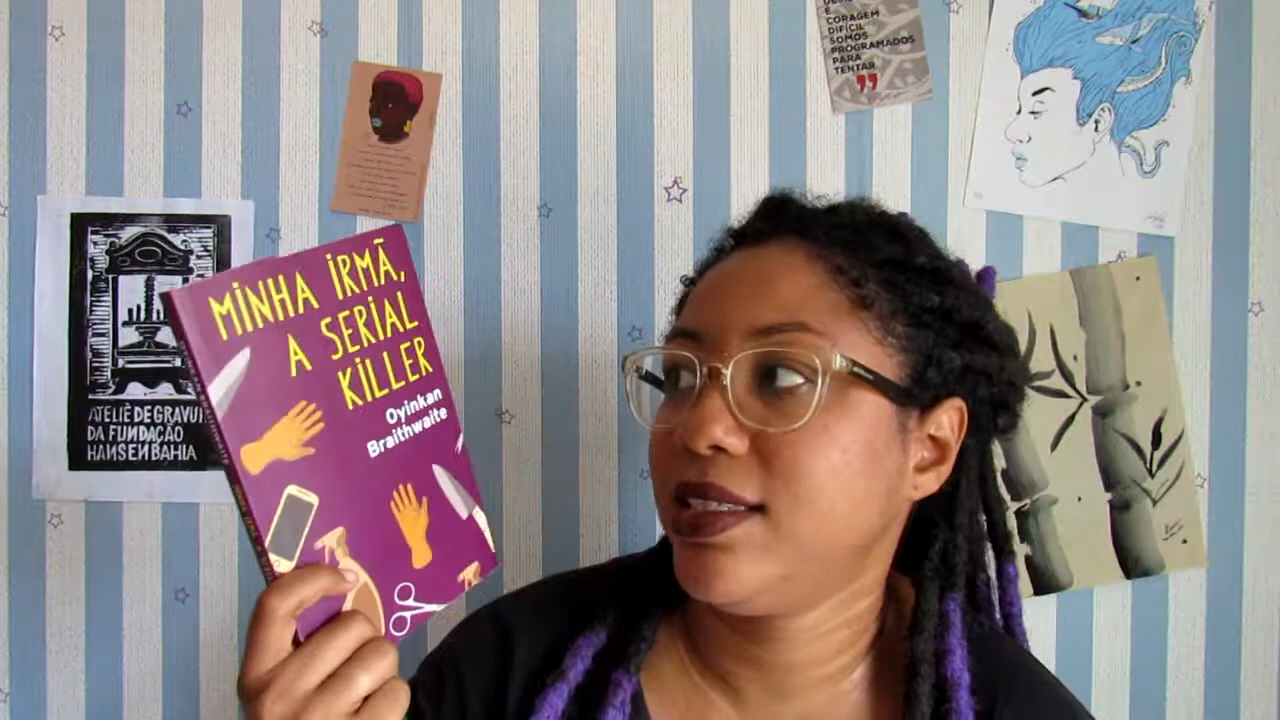 E
CORAGEM
DIFÍCIL
SOMOS
PROGRAMADOS
PARA
TENTAR
"
ATELIÊ DE GRAVU
DA FUNDAÇÃO
HANSEN BAHIA
MINHA IRMÃ,
A SERIAL
KILLER
Oyinkan
Braithwaite